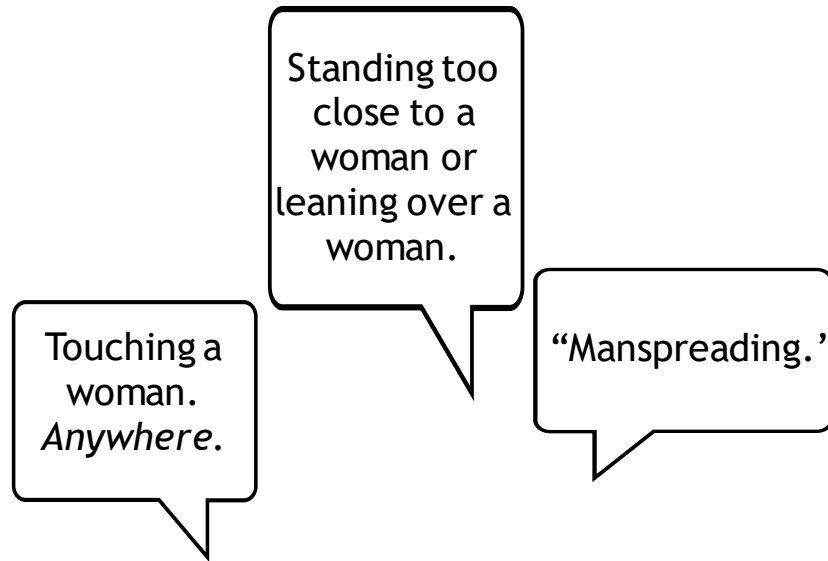 Standing too
close to a
woman or
leaning over a
woman.
Touching a
woman.
Anywhere.
“Manspreading.’